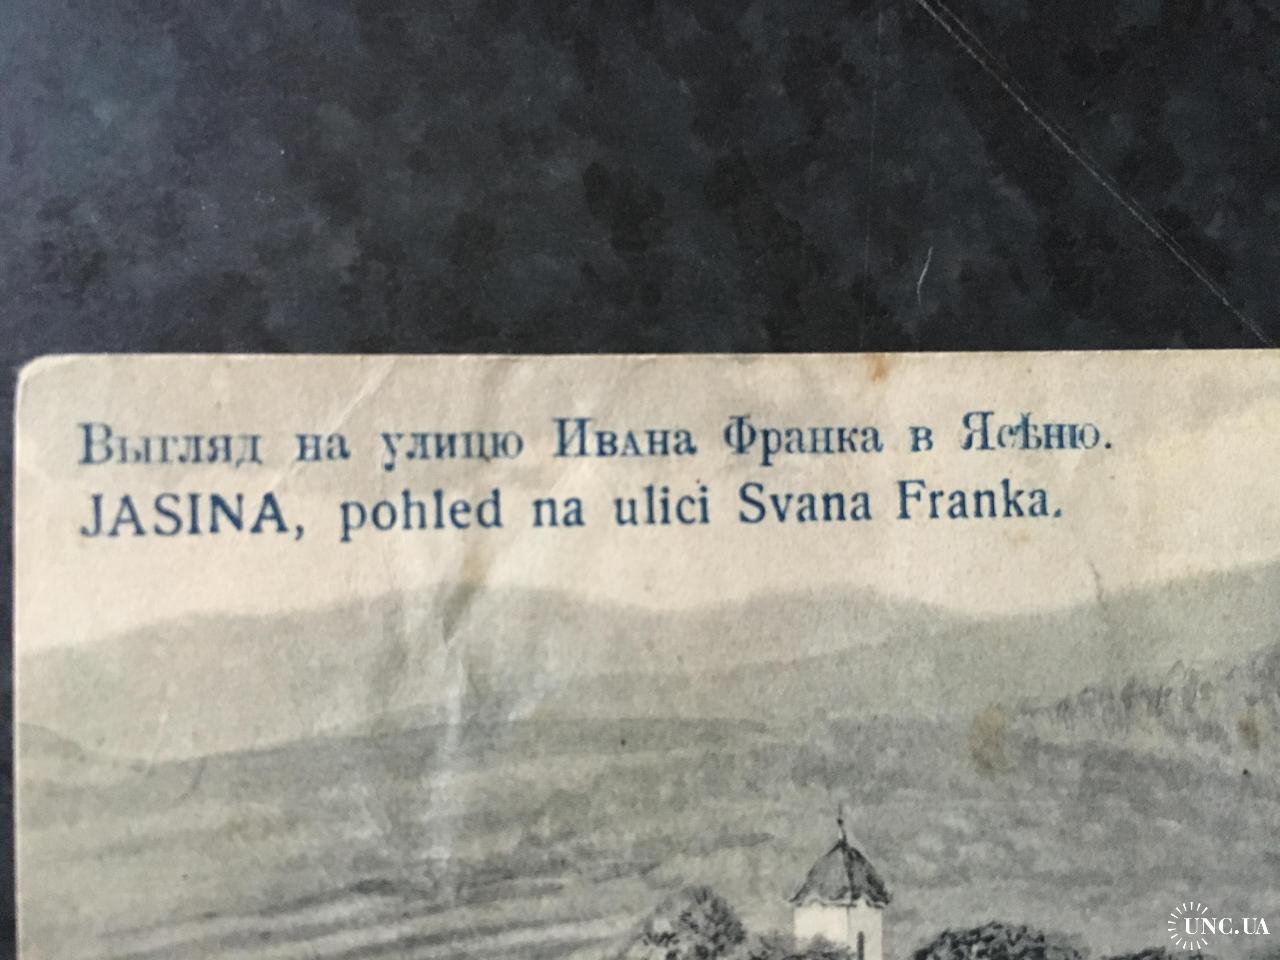 Выгляд на улицю Ивана Франка в Ясѣню.
JASINA, pohled na ulici Svana Franka.
UNC.UA